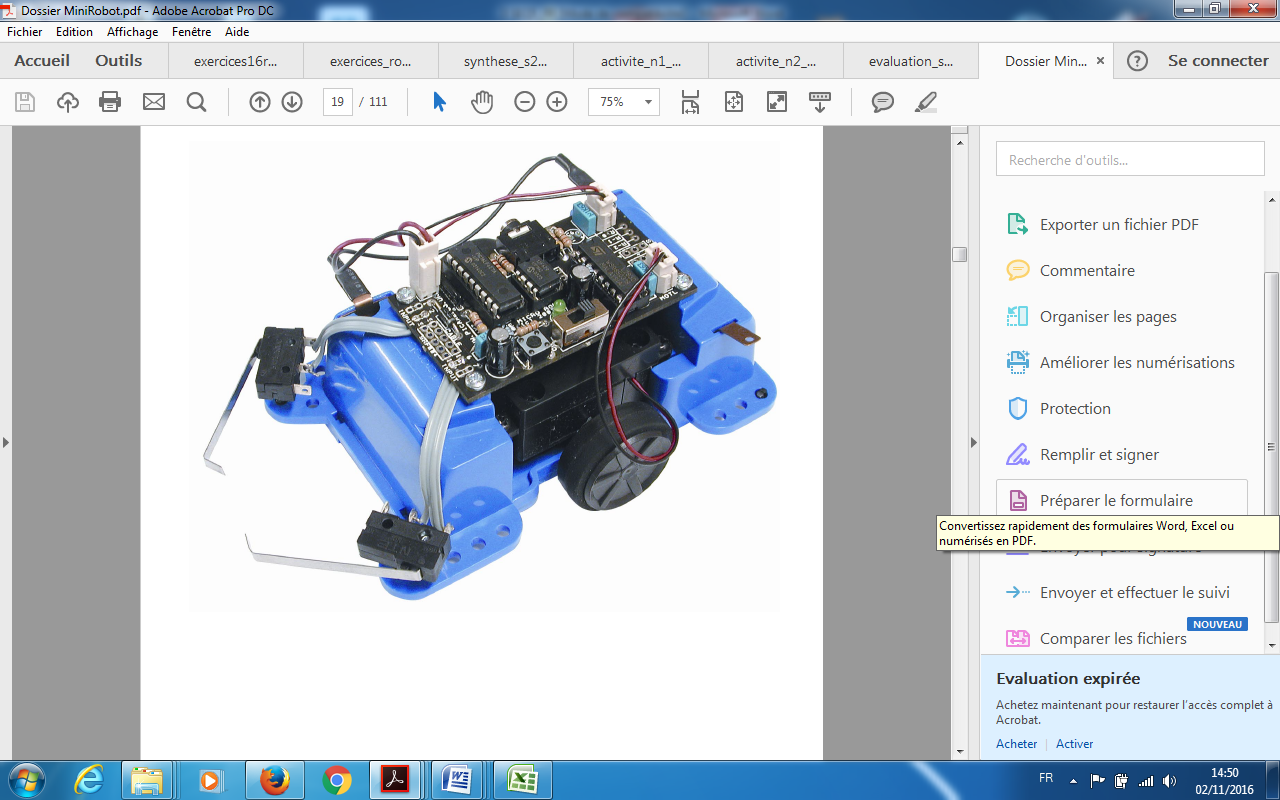 Dossier MiniRobot.pdf - Adobe Acrobat Pro DC
Fichier Edition Affichage Fenêtre Aide
Accueil Outils exercices16r... exercices_ro... synthese_s2... activite_n1_... activite_n2_... evaluation_s... Dossier Min... × ? Se connecter
19 / 111 75%
Recherche d'outils...
Exporter un fichier PDF
Commentaire
Organiser les pages
Améliorer les numérisations
Protection
Remplir et signer
Préparer le formulaire
Convertissez rapidement des formulaires Word, Excel ou
numérisés en PDF.
Envoyer et effectuer le suivi
NOUVEAU
Comparer les fichiers
Evaluation expirée
Achetez maintenant pour restaurer l'accès complet à
Acrobat.
Acheter | Activer
INPUT
FR 14:50
02/11/2016